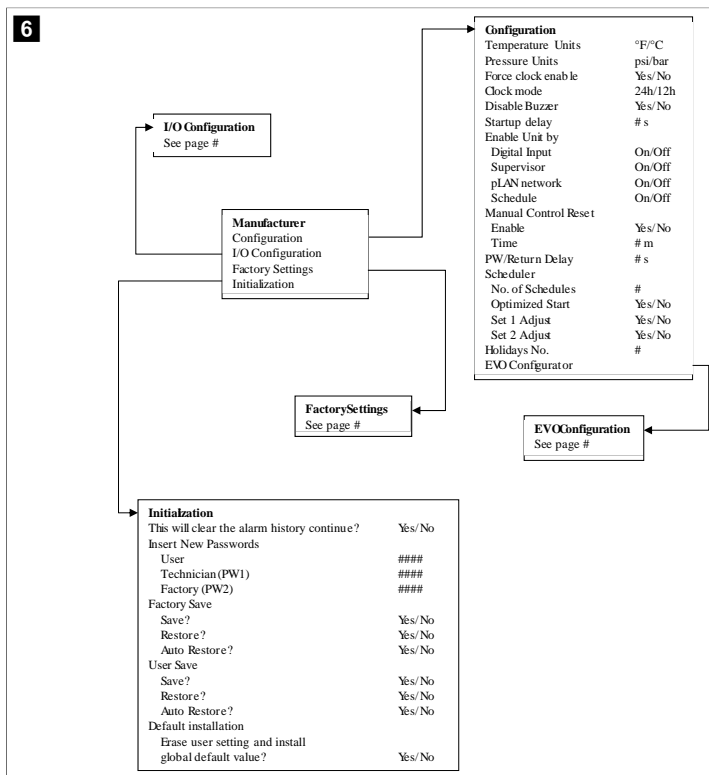 6
Configuration
Temperature Units °F/°C
Pressure Units psi/bar
Force clock enable Yes/No
Clock mode 24h/12h
Disable Buzzer Yes/No
Startup delay # s
Enable Unit by
Digital Input On/Off
Supervisor On/Off
pLAN network On/Off
Schedule On/Off
Manual Control Reset
Enable Yes/No
Time # m
PW/Return Delay # s
Scheduler
No. of Schedules #
Optimized Start Yes/No
Set 1 Adjust Yes/No
Set 2 Adjust Yes/No
Holidays No. #
EVO Configurator
I/O Configuration
See page #
Manufacturer
Configuration
I/O Configuration
Factory Settings
Initialization
FactorySettings
See page #
EVOConfiguration
See page #
Initialization
This will clear the alarm history continue? Yes/No
Insert New Passwords
User ####
Technician (PW1) ####
Factory (PW2) ####
Factory Save
Save? Yes/No
Restore? Yes/No
Auto Restore? Yes/No
User Save
Save? Yes/No
Restore? Yes/No
Auto Restore? Yes/No
Default installation
Erase user setting and install
global default value? Yes/No